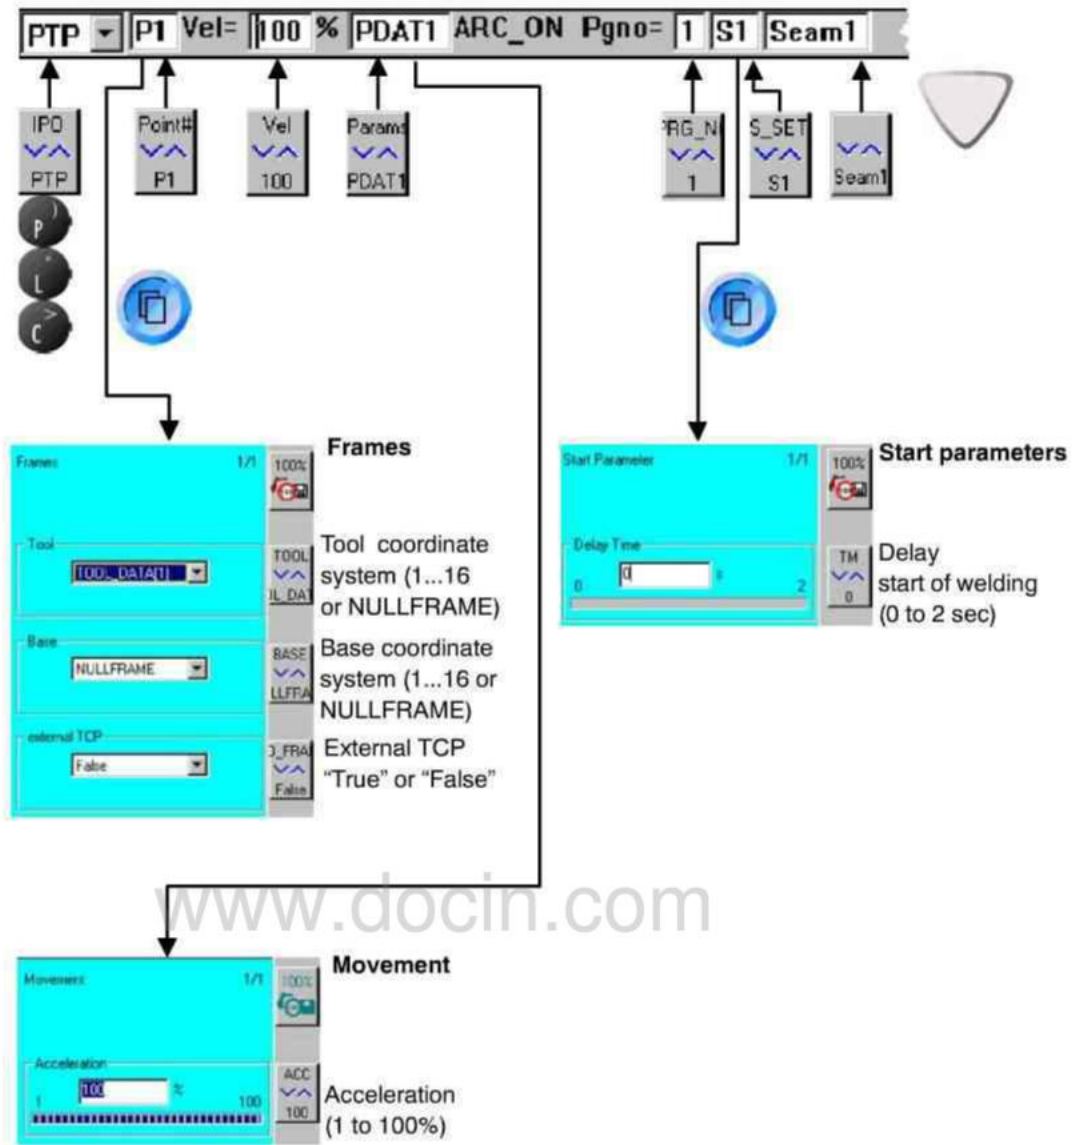 PTP P1 Vel= 100 % PDAT1 ARC_ON Pgno= 1 S1 Seam1
IPO Point# Vel Params PRG_N S_SET
PTP P1 100 PDAT1 1 S1 Seam1
P )
L
C >
Frames 1/1 100%
Frames
Tool
TOOL_DATA[1]
TOOL
OL_DAT
Tool coordinate
system (1...16
or NULLFRAME)
Base
NULLFRAME
BASE
LLFRA
Base coordinate
system (1...16 or
NULLFRAME)
external TCP
False
O_FRA
False
External TCP
“True” or “False”
Start Parameter 1/1 100%
Start parameters
Delay Time
0 0 s 2
TM
0
Delay
start of welding
(0 to 2 sec)
www.docin.com
Movement 1/1 100%
Movement
Acceleration
1 100 % 100
ACC
100
Acceleration
(1 to 100%)